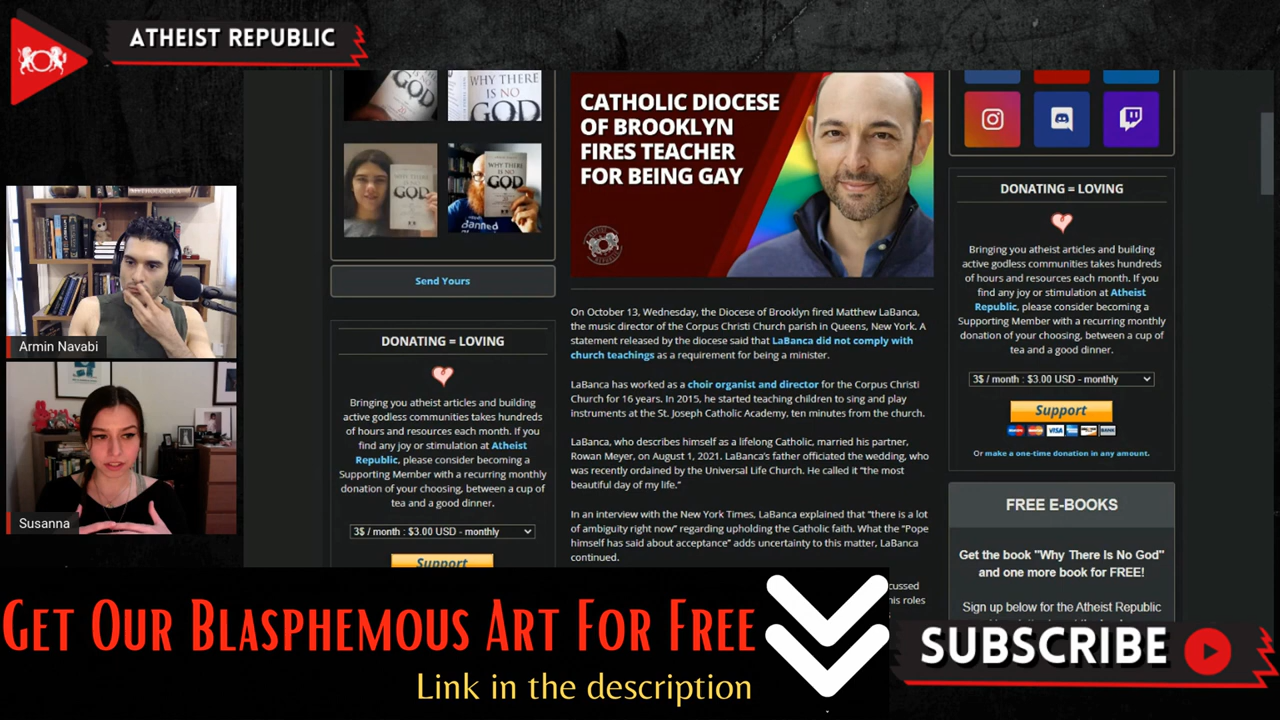 ATHEIST REPUBLIC
MYTHOLOGICA
Armin Navabi
Susanna
GOD
WHY THERE
IS NO
GOD
WHY THERE
IS NO
GOD
WHY THERE
IS NO
GOD
Banned
Send Yours
DONATING = LOVING
Bringing you atheist articles and building
active godless communities takes hundreds
of hours and resources each month. If you
find any joy or stimulation at Atheist
Republic, please consider becoming a
Supporting Member with a recurring monthly
donation of your choosing, between a cup of
tea and a good dinner.
3$ / month : $3.00 USD - monthly
Support
CATHOLIC DIOCESE
OF BROOKLYN
FIRES TEACHER
FOR BEING GAY
On October 13, Wednesday, the Diocese of Brooklyn fired Matthew LaBanca,
the music director of the Corpus Christi Church parish in Queens, New York. A
statement released by the diocese said that LaBanca did not comply with
church teachings as a requirement for being a minister.
LaBanca has worked as a choir organist and director for the Corpus Christi
Church for 16 years. In 2015, he started teaching children to sing and play
instruments at the St. Joseph Catholic Academy, ten minutes from the church.
LaBanca, who describes himself as a lifelong Catholic, married his partner,
Rowan Meyer, on August 1, 2021. LaBanca's father officiated the wedding, who
was recently ordained by the Universal Life Church. He called it "the most
beautiful day of my life."
In an interview with the New York Times, LaBanca explained that "there is a lot
of ambiguity right now" regarding upholding the Catholic faith. What the "Pope
himself has said about acceptance" adds uncertainty to this matter, LaBanca
continued.
DONATING = LOVING
Bringing you atheist articles and building
active godless communities takes hundreds
of hours and resources each month. If you
find any joy or stimulation at Atheist
Republic, please consider becoming a
Supporting Member with a recurring monthly
donation of your choosing, between a cup of
tea and a good dinner.
3$ / month : $3.00 USD - monthly
Support
VISA
BANK
Or make a one-time donation in any amount.
FREE E-BOOKS
Get the book "Why There Is No God"
and one more book for FREE!
Sign up below for the Atheist Republic
roles
GET OUR BLASPHEMOUS ART FOR FREE
Link in the description
SUBSCRIBE